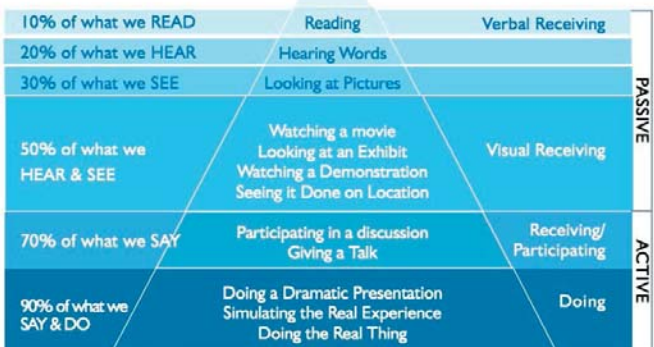 10% of what we READ
Reading
Verbal Receiving
20% of what we HEAR
Hearing Words
30% of what we SEE
Looking at Pictures
50% of what we
HEAR & SEE
Watching a movie
Looking at an Exhibit
Watching a Demonstration
Seeing it Done on Location
Visual Receiving
PASSIVE
70% of what we SAY
Participating in a discussion
Giving a Talk
Receiving/
Participating
90% of what we
SAY & DO
Doing a Dramatic Presentation
Simulating the Real Experience
Doing the Real Thing
Doing
ACTIVE